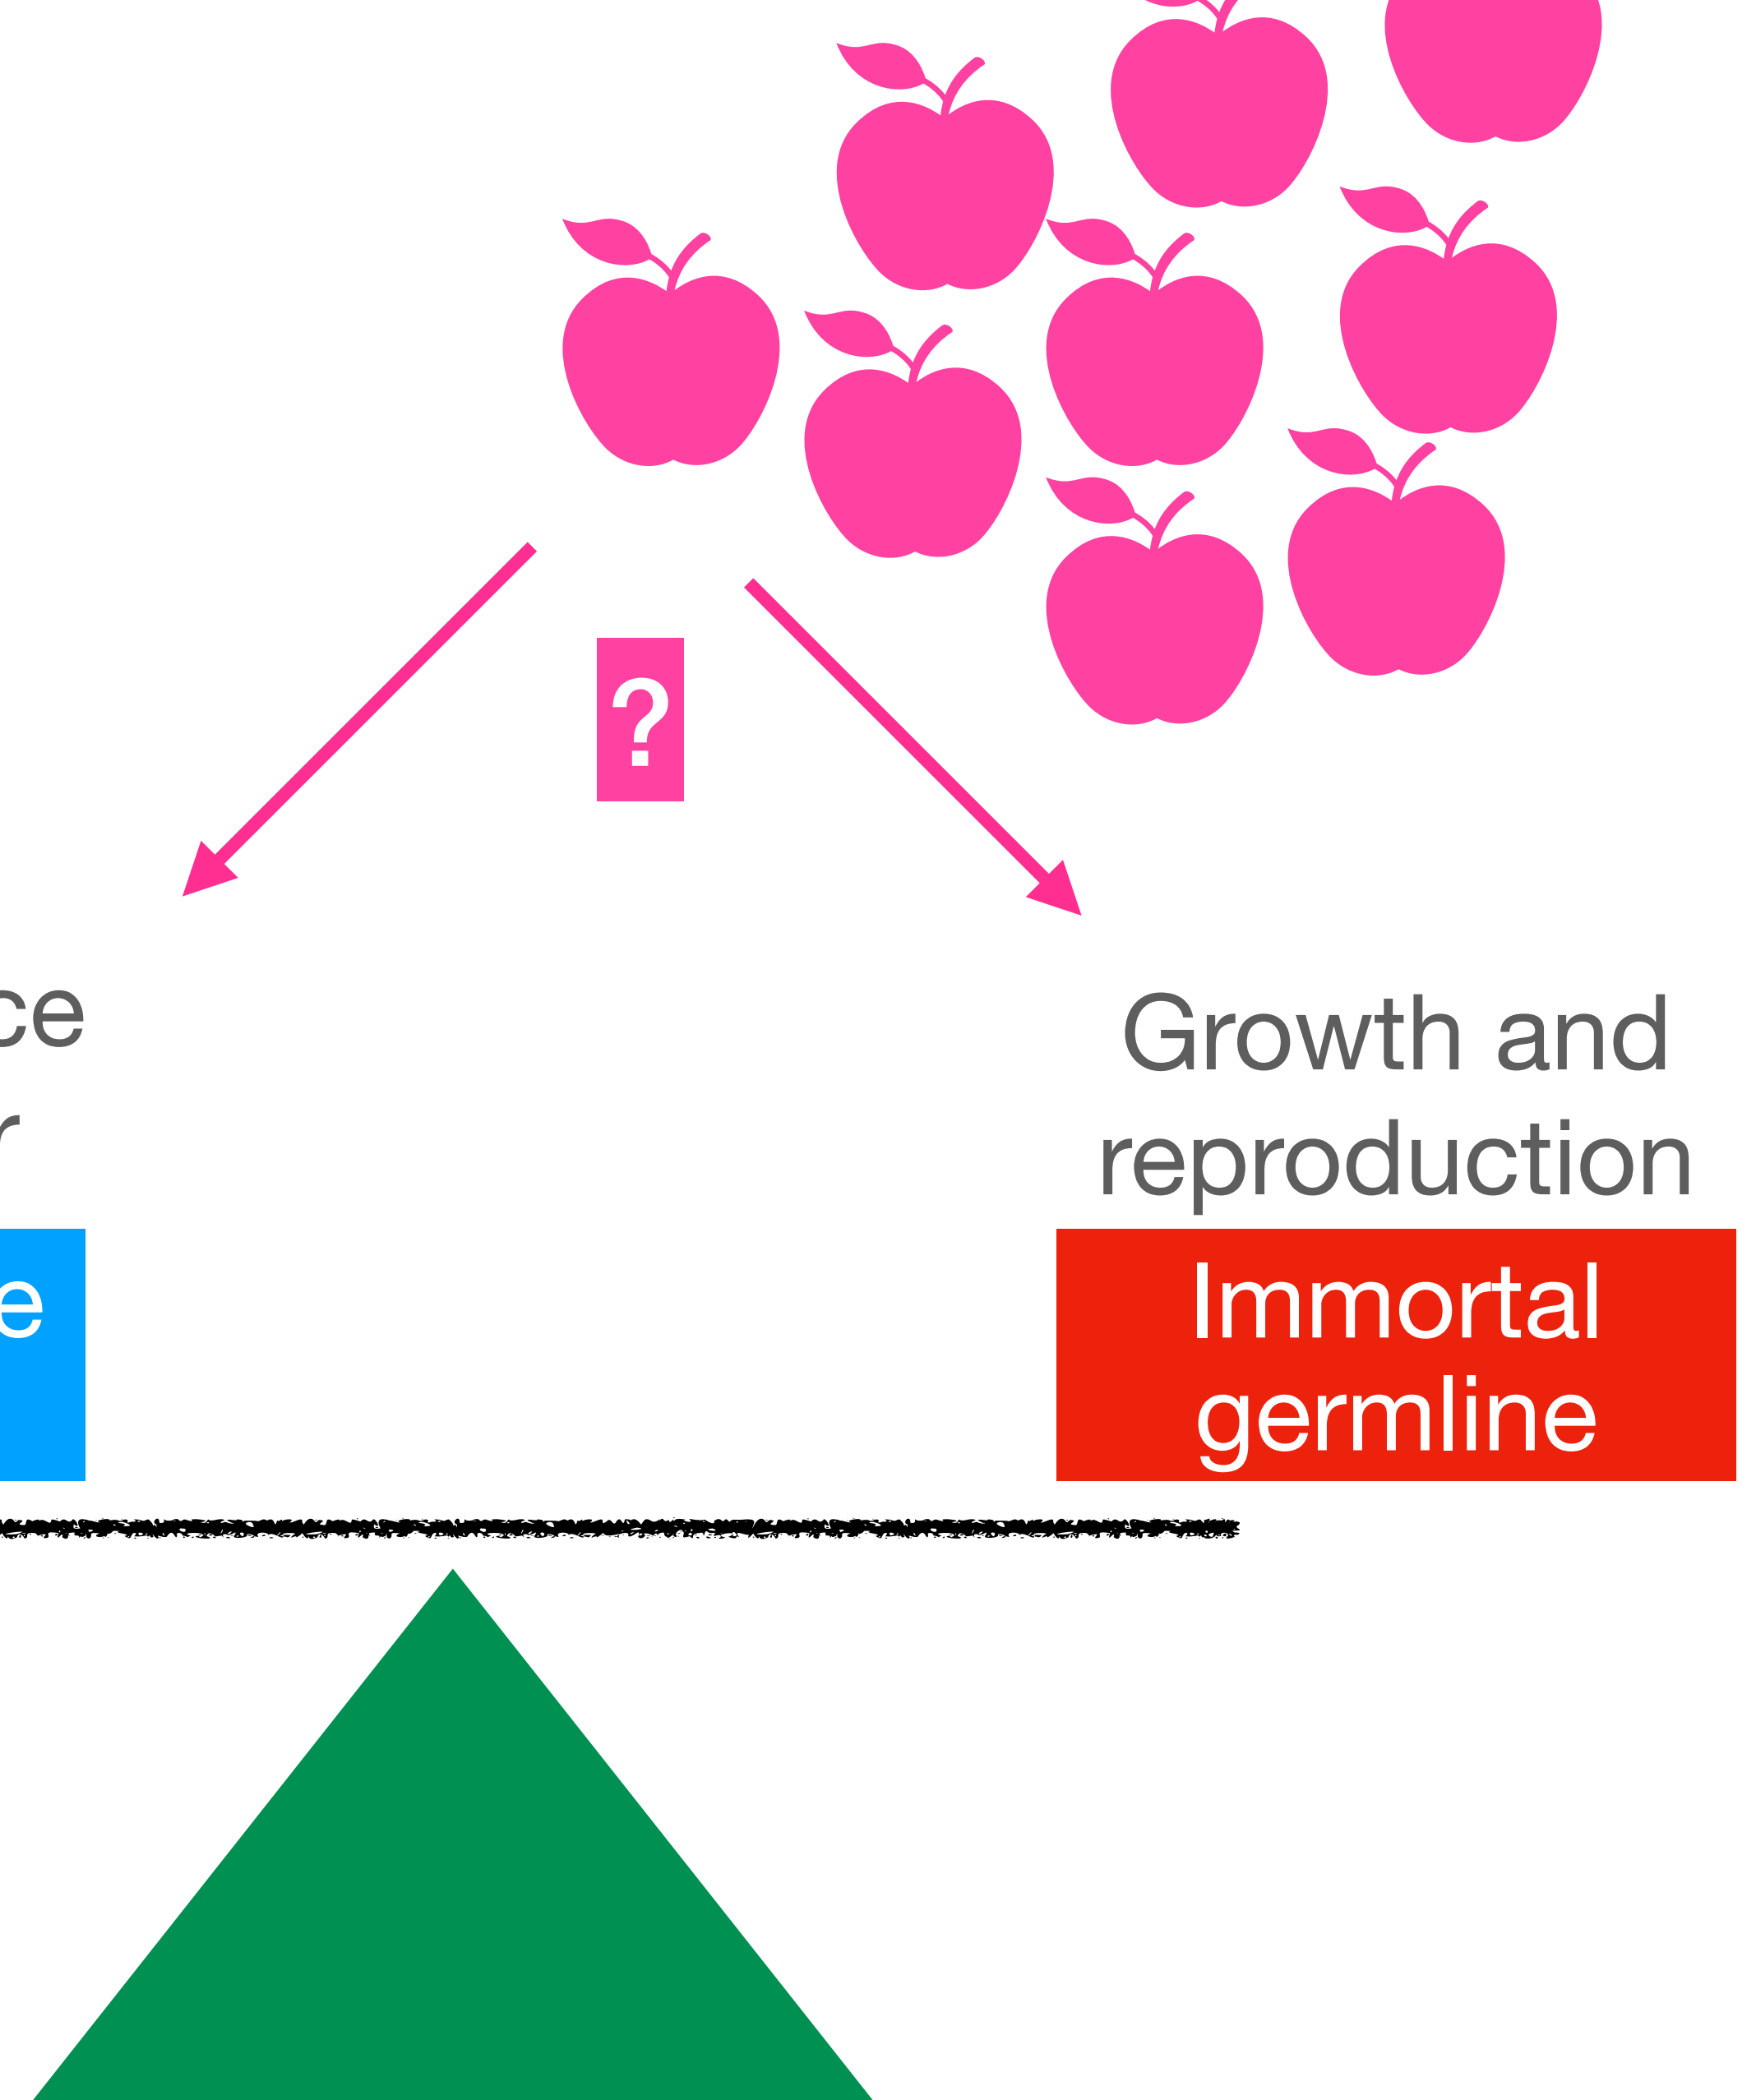 ?
Growth and
reproduction
Immortal
germline